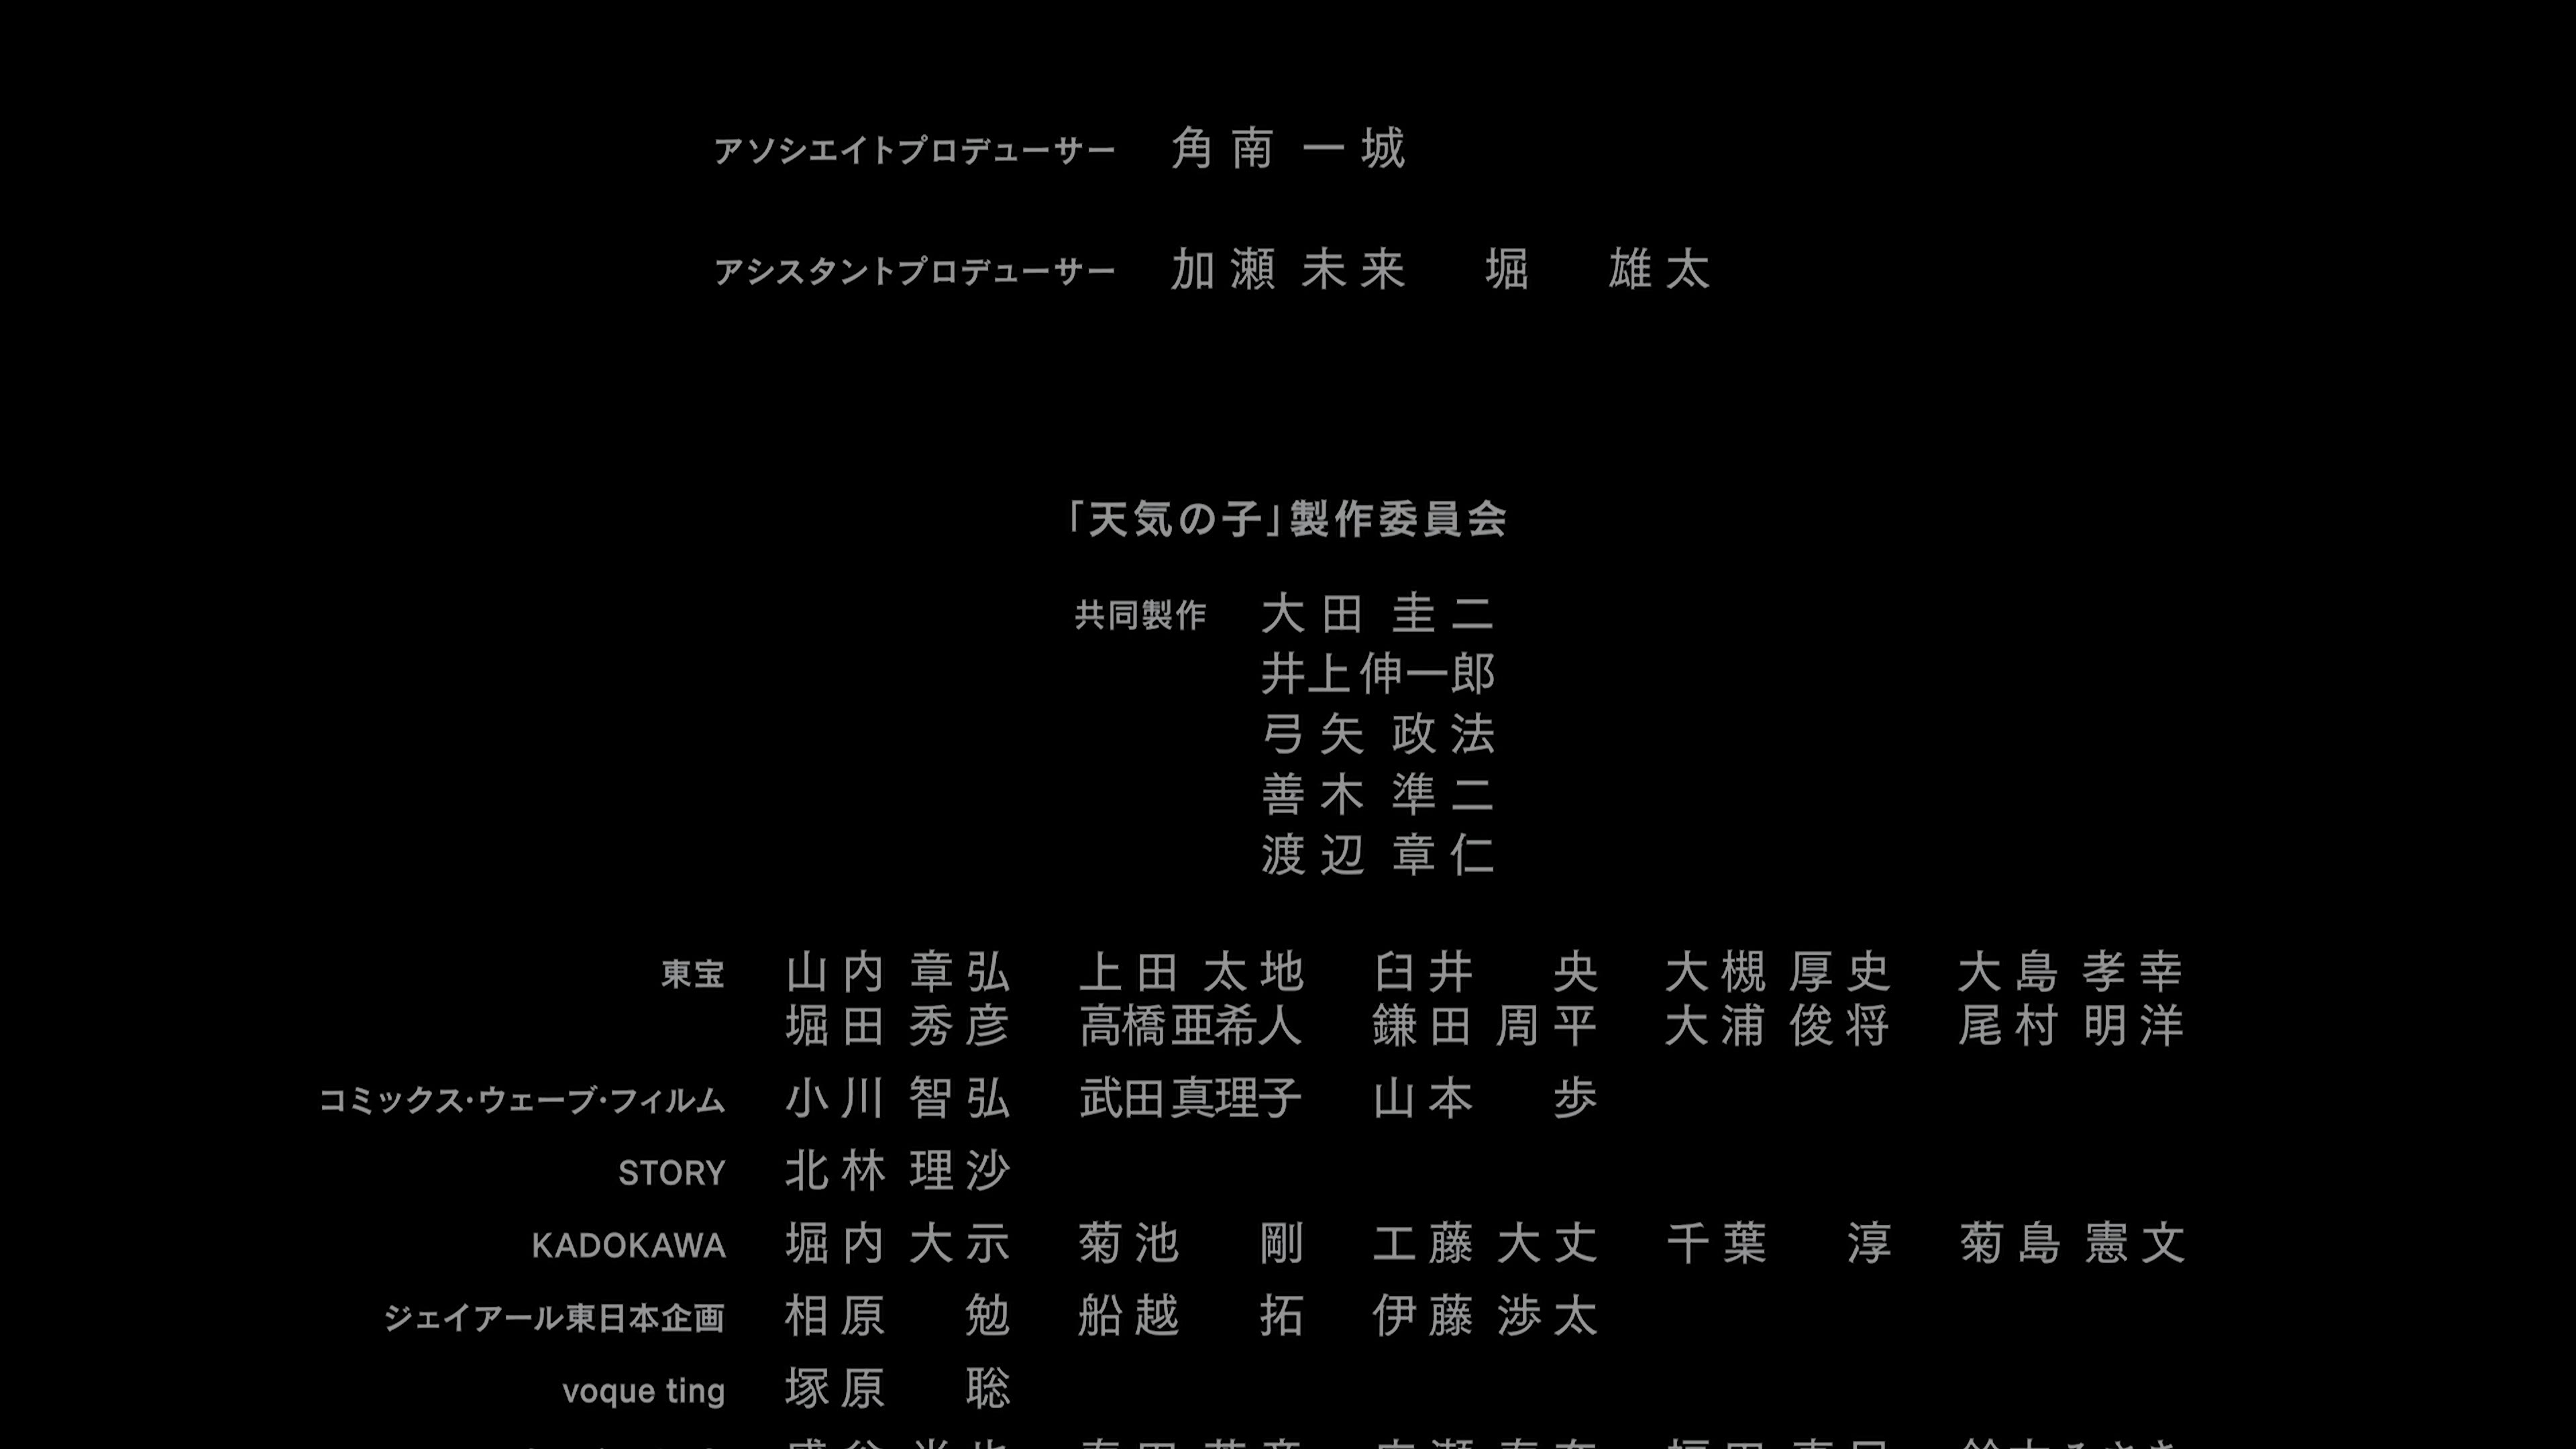 アソシエイトプロデューサー 角南 一城
アシスタントプロデューサー 加瀬 未来 堀 雄太
「天気の子」製作委員会
共同製作 大田 圭二
井上伸一郎
弓矢 政法
善木 準二
渡辺 章仁
東宝 山内 章弘 上田 太地 臼井 央 大槻 厚史 大島 孝幸
堀田 秀彦 高橋亜希人 鎌田 周平 大浦 俊将 尾村 明洋
コミックス・ウェーブ・フィルム 小川 智弘 武田真理子 山本 歩
STORY 北林 理沙
KADOKAWA 堀内 大示 菊池 剛 工藤 大丈 千葉 淳 菊島 憲文
ジェイアール東日本企画 相原 勉 船越 拓 伊藤 渉太
voque ting 塚原 聡